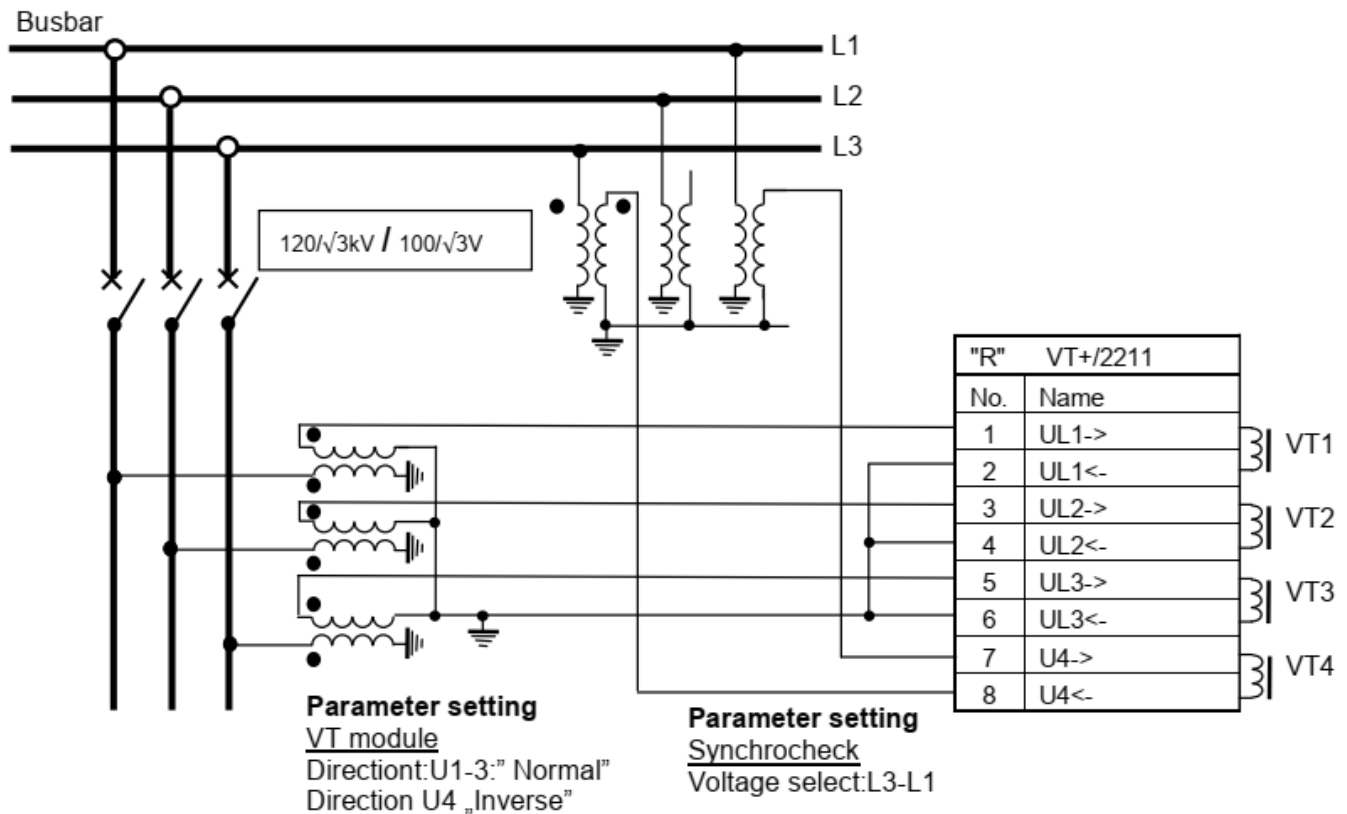 Busbar
L1
L2
L3
120/√3kV / 100/√3V
"R" VT+/2211
No. Name
1 UL1->
2 UL1<-
3 UL2->
4 UL2<-
5 UL3->
6 UL3<-
7 U4->
8 U4<-
VT1
VT2
VT3
VT4
Parameter setting
VT module
Directiont:U1-3:” Normal”
Direction U4 „Inverse”
Parameter setting
Synchrocheck
Voltage select:L3-L1